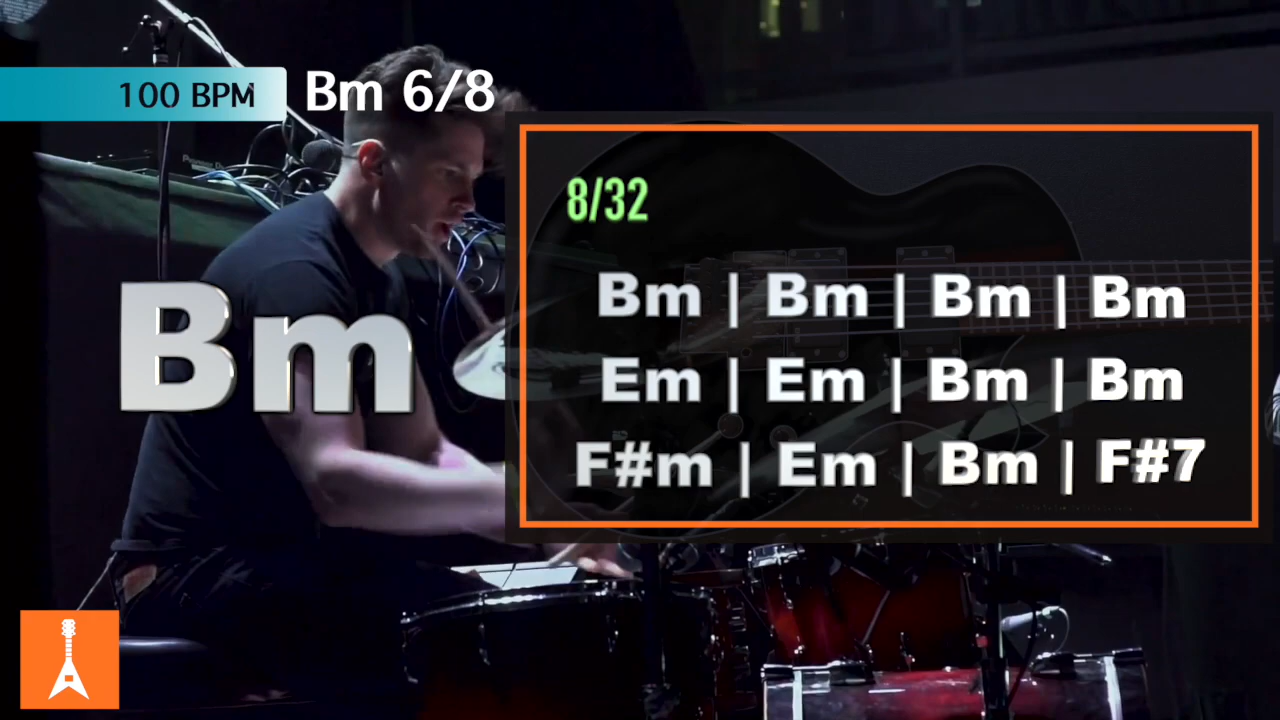 100 BPM
Bm 6/8
8/32
Bm
Bm | Bm | Bm | Bm
Em | Em | Bm | Bm
F#m | Em | Bm | F#7